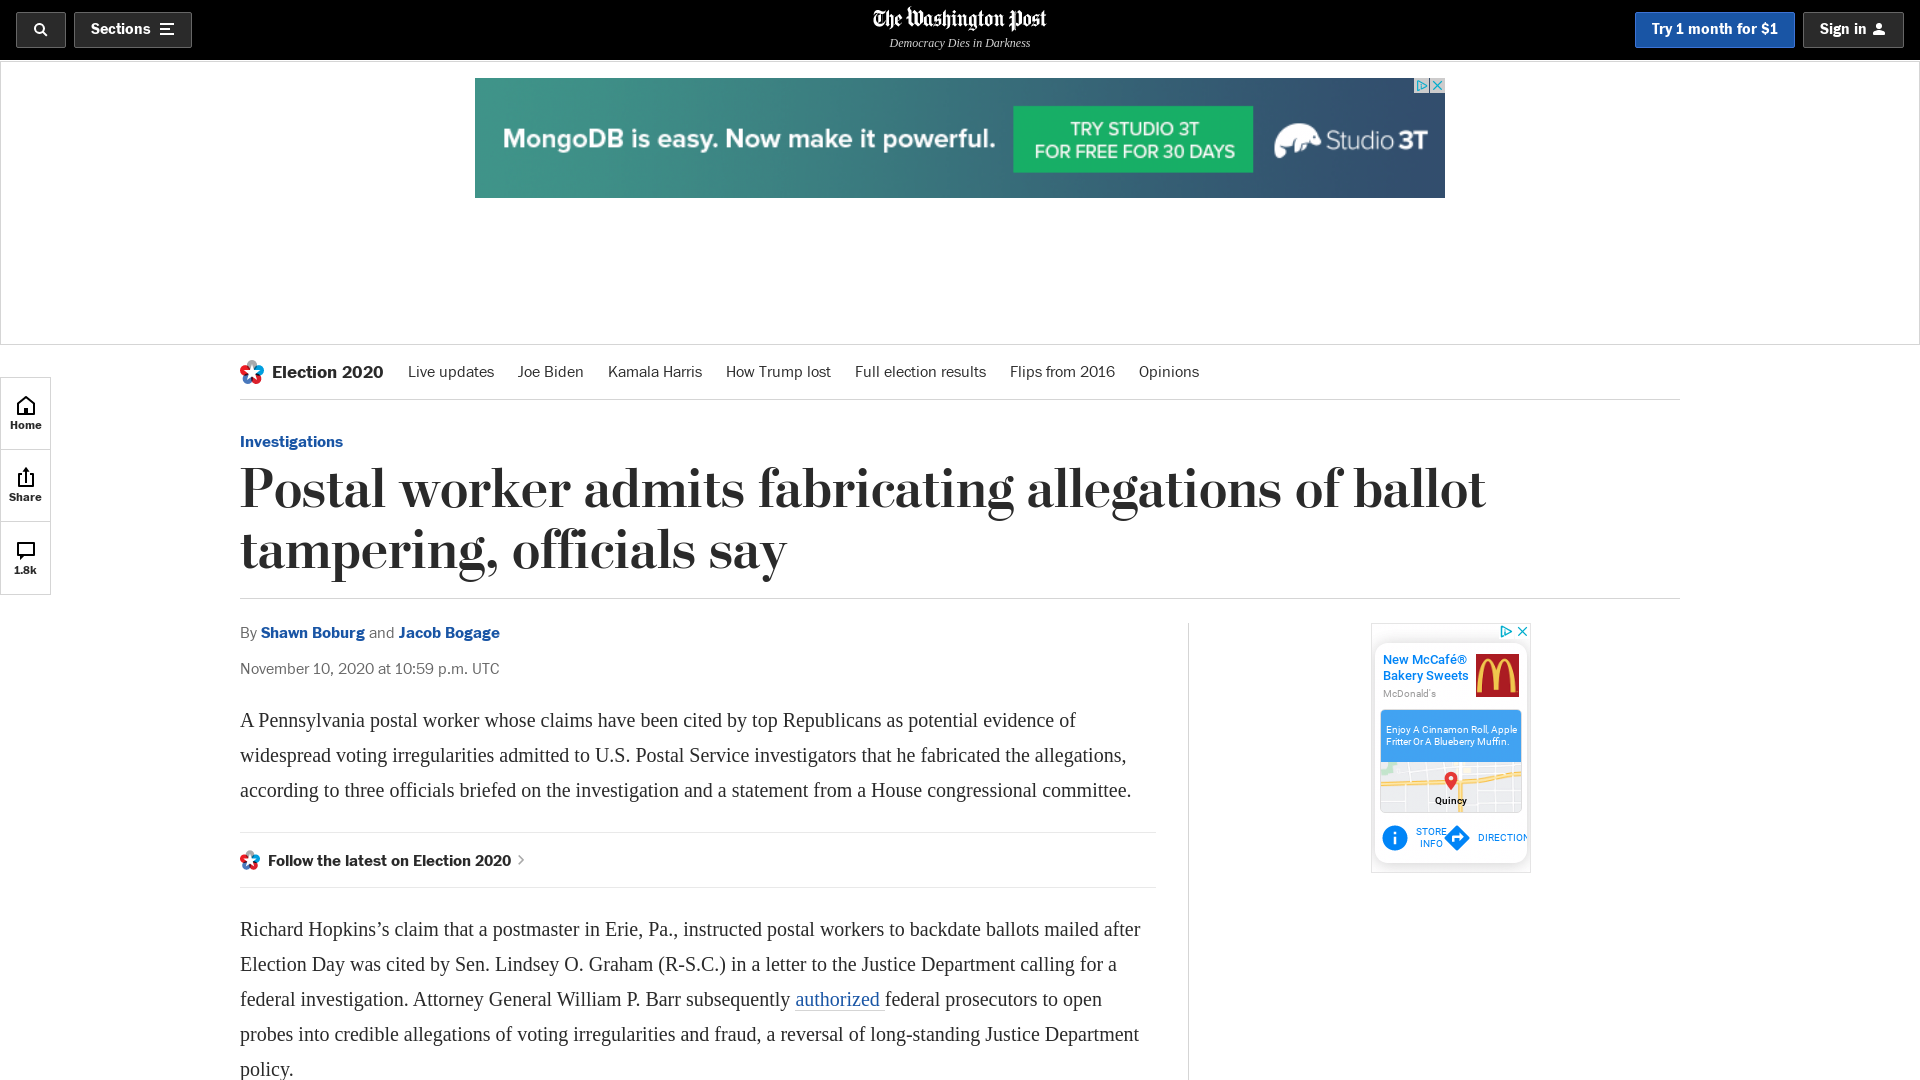 Sections
The Washington Post
Democracy Dies in Darkness
Try 1 month for $1
Sign in
MongoDB is easy. Now make it powerful.
TRY STUDIO 3T
FOR FREE FOR 30 DAYS
Studio 3T
Election 2020
Live updates
Joe Biden
Kamala Harris
How Trump lost
Full election results
Flips from 2016
Opinions
Home
Share
1.8k
Investigations
Postal worker admits fabricating allegations of ballot
tampering, officials say
By Shawn Boburg and Jacob Bogage
November 10, 2020 at 10:59 p.m. UTC
A Pennsylvania postal worker whose claims have been cited by top Republicans as potential evidence of
widespread voting irregularities admitted to U.S. Postal Service investigators that he fabricated the allegations,
according to three officials briefed on the investigation and a statement from a House congressional committee.
Follow the latest on Election 2020
Richard Hopkins’s claim that a postmaster in Erie, Pa., instructed postal workers to backdate ballots mailed after
Election Day was cited by Sen. Lindsey O. Graham (R-S.C.) in a letter to the Justice Department calling for a
federal investigation. Attorney General William P. Barr subsequently authorized federal prosecutors to open
probes into credible allegations of voting irregularities and fraud, a reversal of long-standing Justice Department
policy.
New McCafé®
Bakery Sweets
McDonald's
Enjoy A Cinnamon Roll, Apple
Fritter Or A Blueberry Muffin.
Quincy
STORE
INFO
DIRECTION